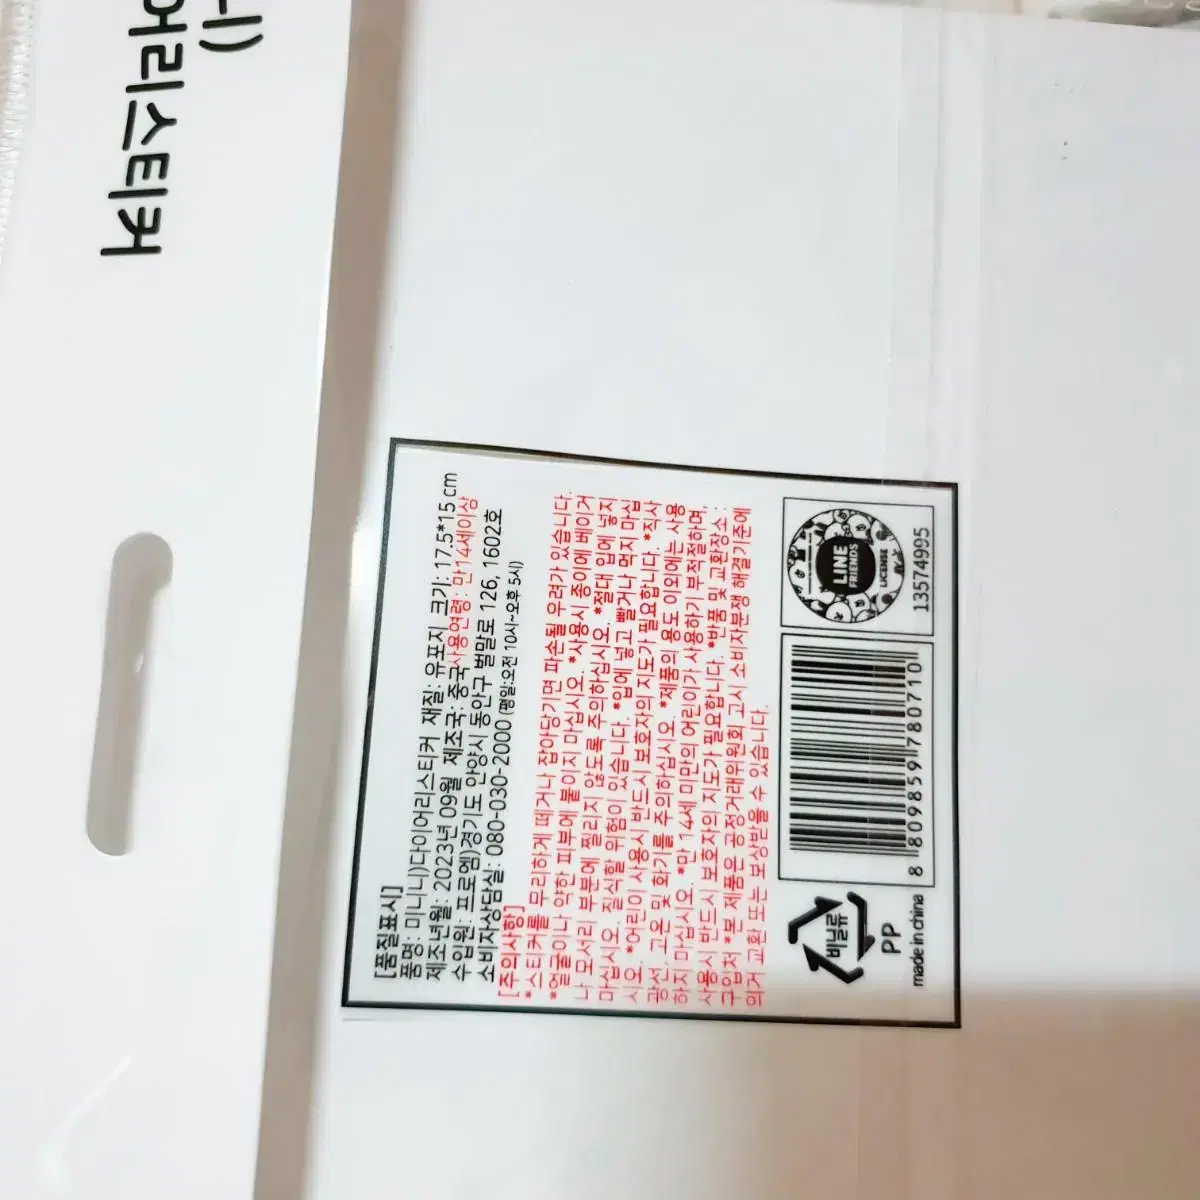 니)
어리스티커
[품질표시]
품명: 미니니)다이어리스티커 재질: 유포지 크기: 17.5*15cm
제조년월: 2023년 09월 제조국: 중국 사용연령: 만14세이상
수입원: 프로엠)경기도 안양시 동안구 벌말로 126, 1602호
소비자상담실: 080-030-2000 (평일:오전 10시~오후 5시)
[주의사항]
*스티커를 무리하게 떼거나 잡아당기면 파손될 우려가 있습니다.
*얼굴이나 약한 피부에 붙이지 마십시오. *사용시 종이에 베이거
나 모서리 부분에 찔리지 않도록 주의하십시오. *절대 입에 넣지
마십시오. 질식할 위험이 있습니다. *입에 넣고 빨거나 먹지 마십
시오. *어린이 사용시 반드시 보호자의 지도가 필요합니다. *직사
광선, 고온 및 화기를 주의하십시오. *제품의 용도 이외에는 사용
하지 마십시오. *만 14세 미만의 어린이가 사용하기 부적절하며,
사용시 반드시 보호자의 지도가 필요합니다. *반품 및 교환장소 :
구입처 *본 제품은 공정거래위원회 고시 소비자분쟁 해결기준에
의거 교환 또는 보상받을 수 있습니다.
LINE
FRIENDS
LICENSE
13574995
8 809859 780710
비닐류
PP
made in china